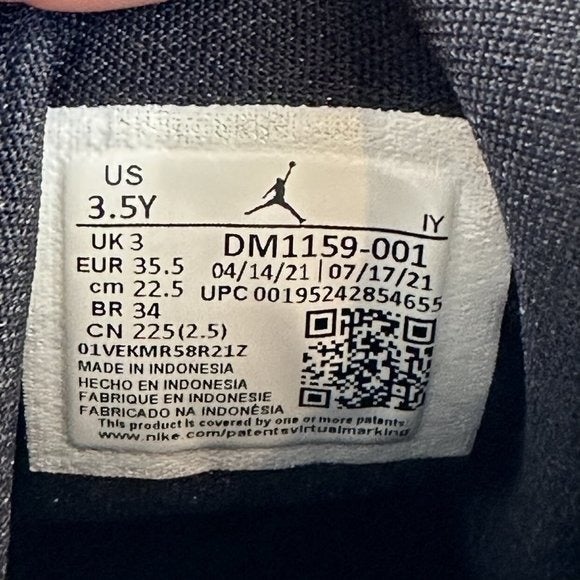 US
3.5Y
IY
UK 3
DM1159-001
EUR 35.5
04/14/21 | 07/17/21
cm 22.5
UPC 00195242854655
BR 34
CN 225(2.5)
01VEKMR58R21Z
MADE IN INDONESIA
HECHO EN INDONESIA
FABRIQUE EN INDONESIE
FABRICADO NA INDONÉSIA
This product is covered by one or more patents
www.nike.com/patentsvirtualmarking